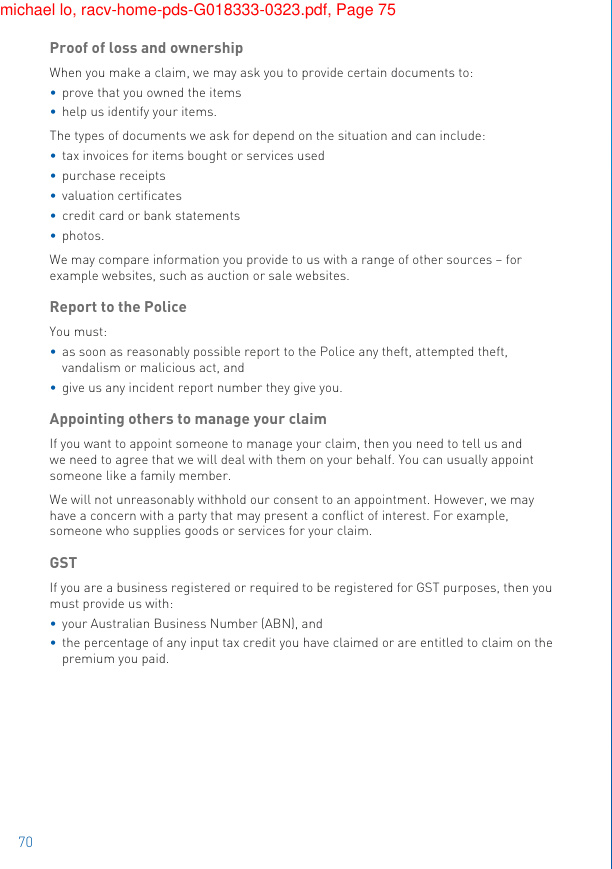 michael lo, racv-home-pds-G018333-0323.pdf, Page 75
Proof of loss and ownership
When you make a claim, we may ask you to provide certain documents to:
• prove that you owned the items
• help us identify your items.
The types of documents we ask for depend on the situation and can include:
• tax invoices for items bought or services used
• purchase receipts
• valuation certificates
• credit card or bank statements
• photos.
We may compare information you provide to us with a range of other sources – for
example websites, such as auction or sale websites.
Report to the Police
You must:
• as soon as reasonably possible report to the Police any theft, attempted theft,
vandalism or malicious act, and
• give us any incident report number they give you.
Appointing others to manage your claim
If you want to appoint someone to manage your claim, then you need to tell us and
we need to agree that we will deal with them on your behalf. You can usually appoint
someone like a family member.
We will not unreasonably withhold our consent to an appointment. However, we may
have a concern with a party that may present a conflict of interest. For example,
someone who supplies goods or services for your claim.
GST
If you are a business registered or required to be registered for GST purposes, then you
must provide us with:
• your Australian Business Number (ABN), and
• the percentage of any input tax credit you have claimed or are entitled to claim on the
premium you paid.
70